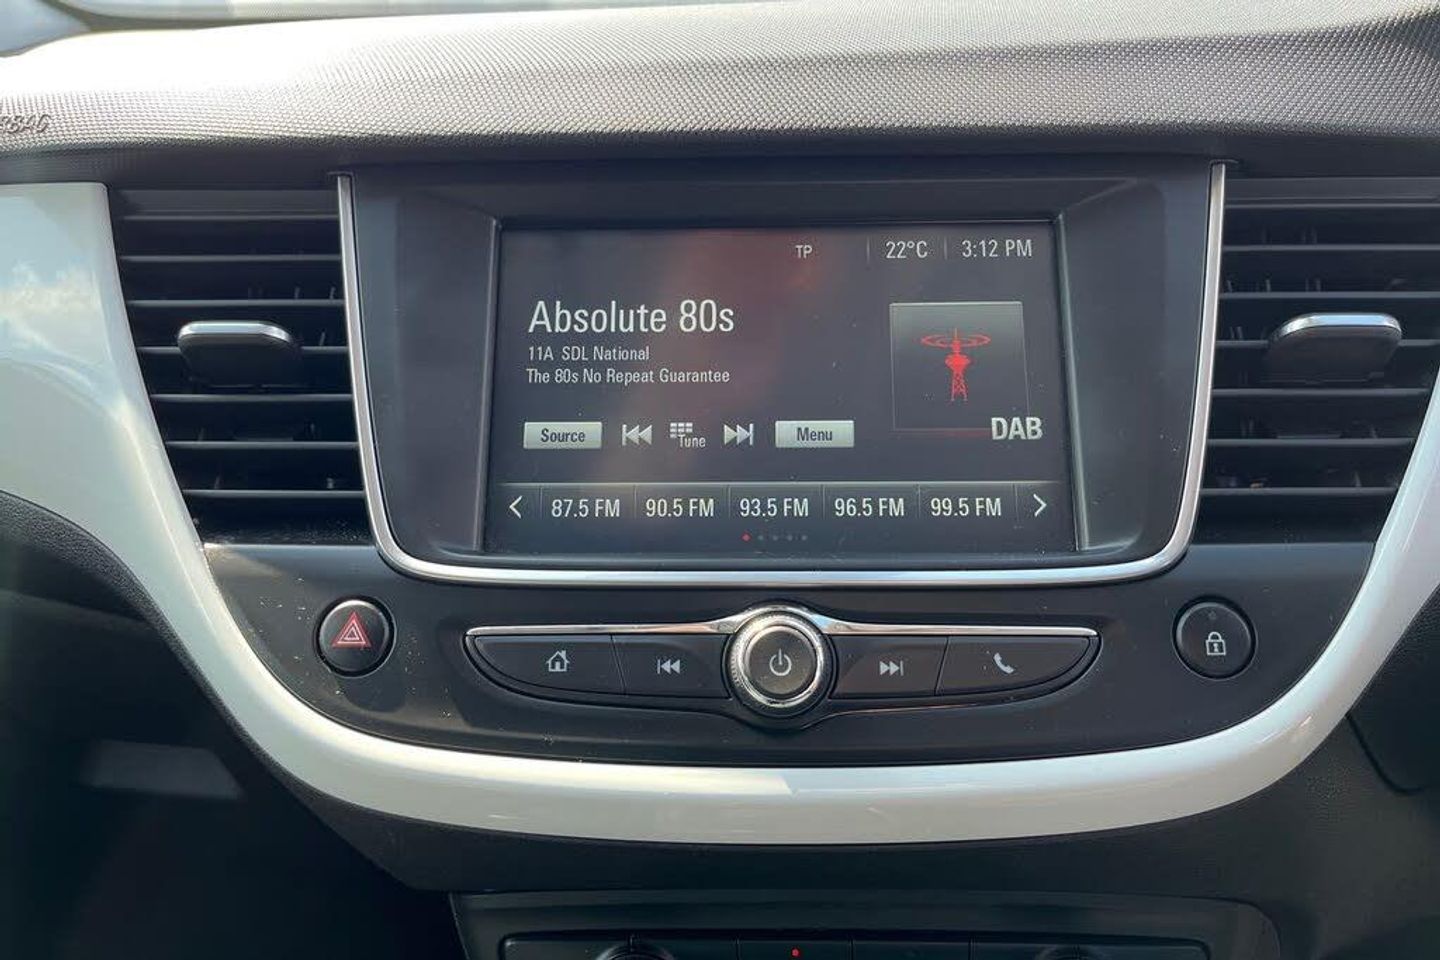 AIRBAG
TP 22°C 3:12 PM
Absolute 80s
11A SDL National
The 80s No Repeat Guarantee
Source Tune Menu
DAB
87.5 FM 90.5 FM 93.5 FM 96.5 FM 99.5 FM